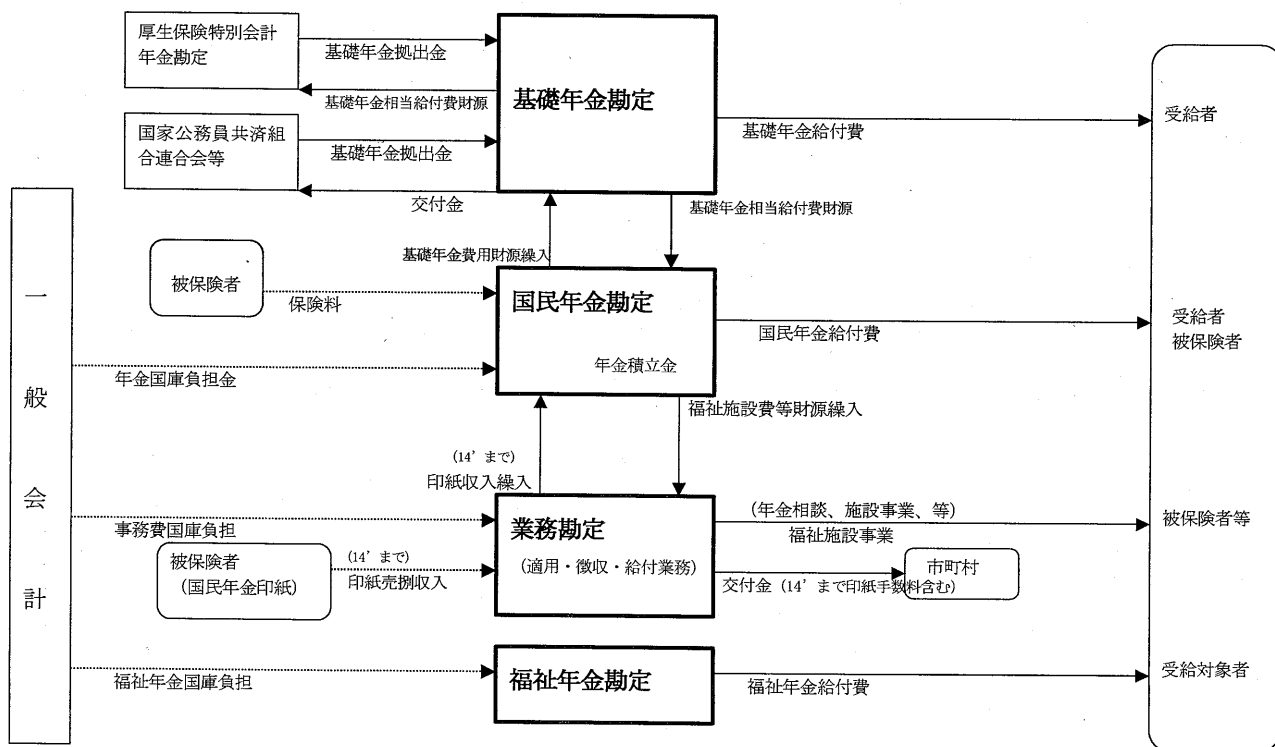 厚生保険特別会計
年金勘定
基礎年金拠出金
基礎年金相当給付費財源
国家公務員共済組
合連合会等
基礎年金拠出金
交付金
基礎年金勘定
基礎年金給付費
受給者
基礎年金費用財源繰入
基礎年金相当給付費財源
一般会計
被保険者
保険料
年金国庫負担金
国民年金勘定
年金積立金
国民年金給付費
受給者
被保険者
(14’まで)
印紙収入繰入
福祉施設費等財源繰入
事務費国庫負担
被保険者
(国民年金印紙)
(14’まで)
印紙売捌収入
業務勘定
(適用・徴収・給付業務)
(年金相談、施設事業、等)
福祉施設事業
被保険者等
交付金 (14’まで印紙手数料含む)
市町村
福祉年金国庫負担
福祉年金勘定
福祉年金給付費
受給対象者